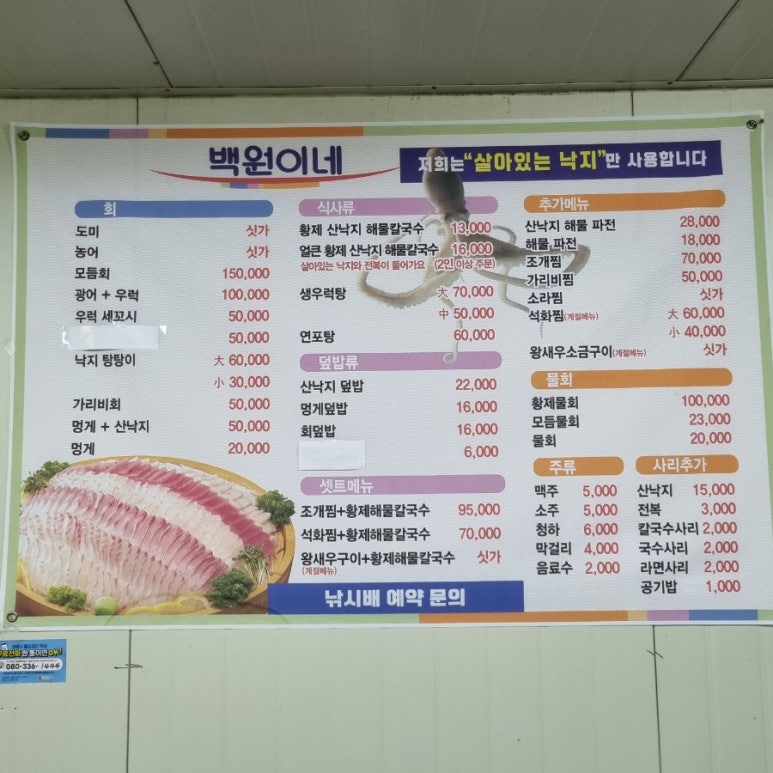 백원이네
저희는 "살아있는 낙지"만 사용합니다
회
도미 싯가
농어 싯가
모듬회 150,000
광어 + 우럭 100,000
우럭 세꼬시 50,000
50,000
낙지 탕탕이 大 60,000
小 30,000
가리비회 50,000
멍게 + 산낙지 50,000
멍게 20,000
식사류
황제 산낙지 해물칼국수 13,000
얼큰 황제 산낙지 해물칼국수 16,000
살아있는 낙지와 전복이 들어가요 (2인 이상 주문)
생우럭탕 大 70,000
中 50,000
연포탕 60,000
덮밥류
산낙지 덮밥 22,000
멍게덮밥 16,000
회덮밥 16,000
6,000
셋트메뉴
조개찜+황제해물칼국수 95,000
석화찜+황제해물칼국수 70,000
왕새우구이+황제해물칼국수 싯가
(계절메뉴)
낚시배 예약 문의
추가메뉴
산낙지 해물 파전 28,000
해물 파전 18,000
조개찜 70,000
가리비찜 50,000
소라찜 싯가
석화찜(계절메뉴) 大 60,000
小 40,000
왕새우소금구이(계절메뉴) 싯가
물회
황제물회 100,000
모듬물회 23,000
물회 20,000
주류
맥주 5,000
소주 5,000
청하 6,000
막걸리 4,000
음료수 2,000
사리추가
산낙지 15,000
전복 3,000
칼국수사리 2,000
국수사리 2,000
라면사리 2,000
공기밥 1,000
080-336-